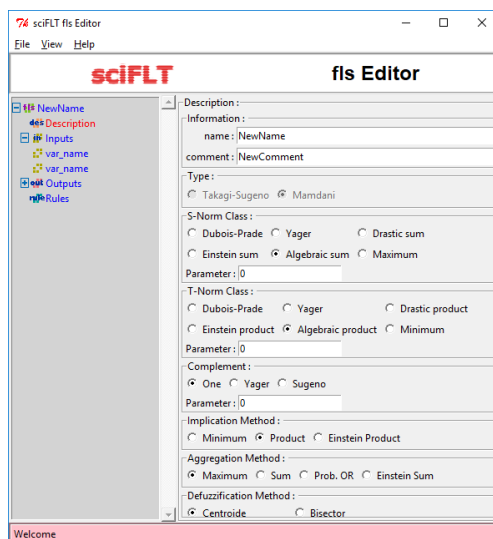 sciFLT fls Editor
File View Help
sciFLT fls Editor
fls NewName
des Description
Inputs
var_name
var_name
out Outputs
rule Rules
Description :
Information :
name : NewName
comment : NewComment
Type :
Takagi-Sugeno Mamdani
S-Norm Class :
Dubois-Prade Yager Drastic sum
Einstein sum Algebraic sum Maximum
Parameter : 0
T-Norm Class :
Dubois-Prade Yager Drastic product
Einstein product Algebraic product Minimum
Parameter : 0
Complement :
One Yager Sugeno
Parameter : 0
Implication Method :
Minimum Product Einstein Product
Aggregation Method :
Maximum Sum Prob. OR Einstein Sum
Defuzzification Method :
Centroide Bisector
Welcome